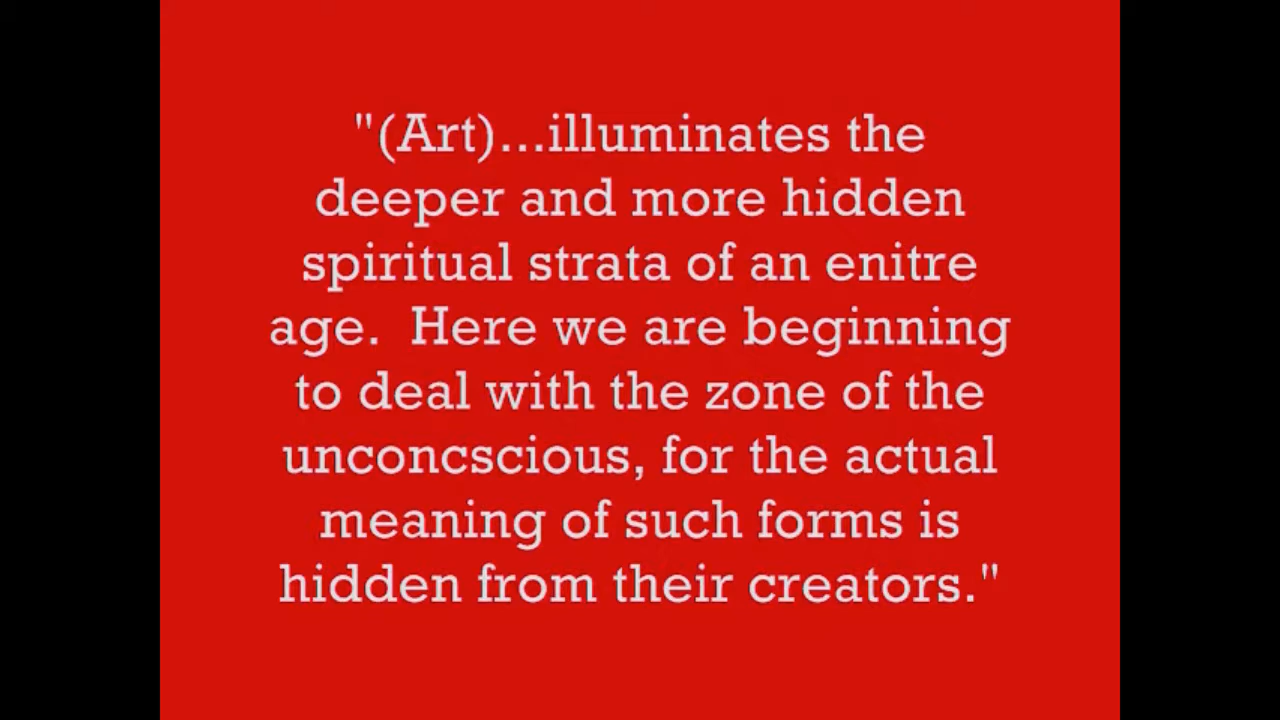 "(Art)...illuminates the
deeper and more hidden
spiritual strata of an enitre
age.  Here we are beginning
to deal with the zone of the
unconcscious, for the actual
meaning of such forms is
hidden from their creators."